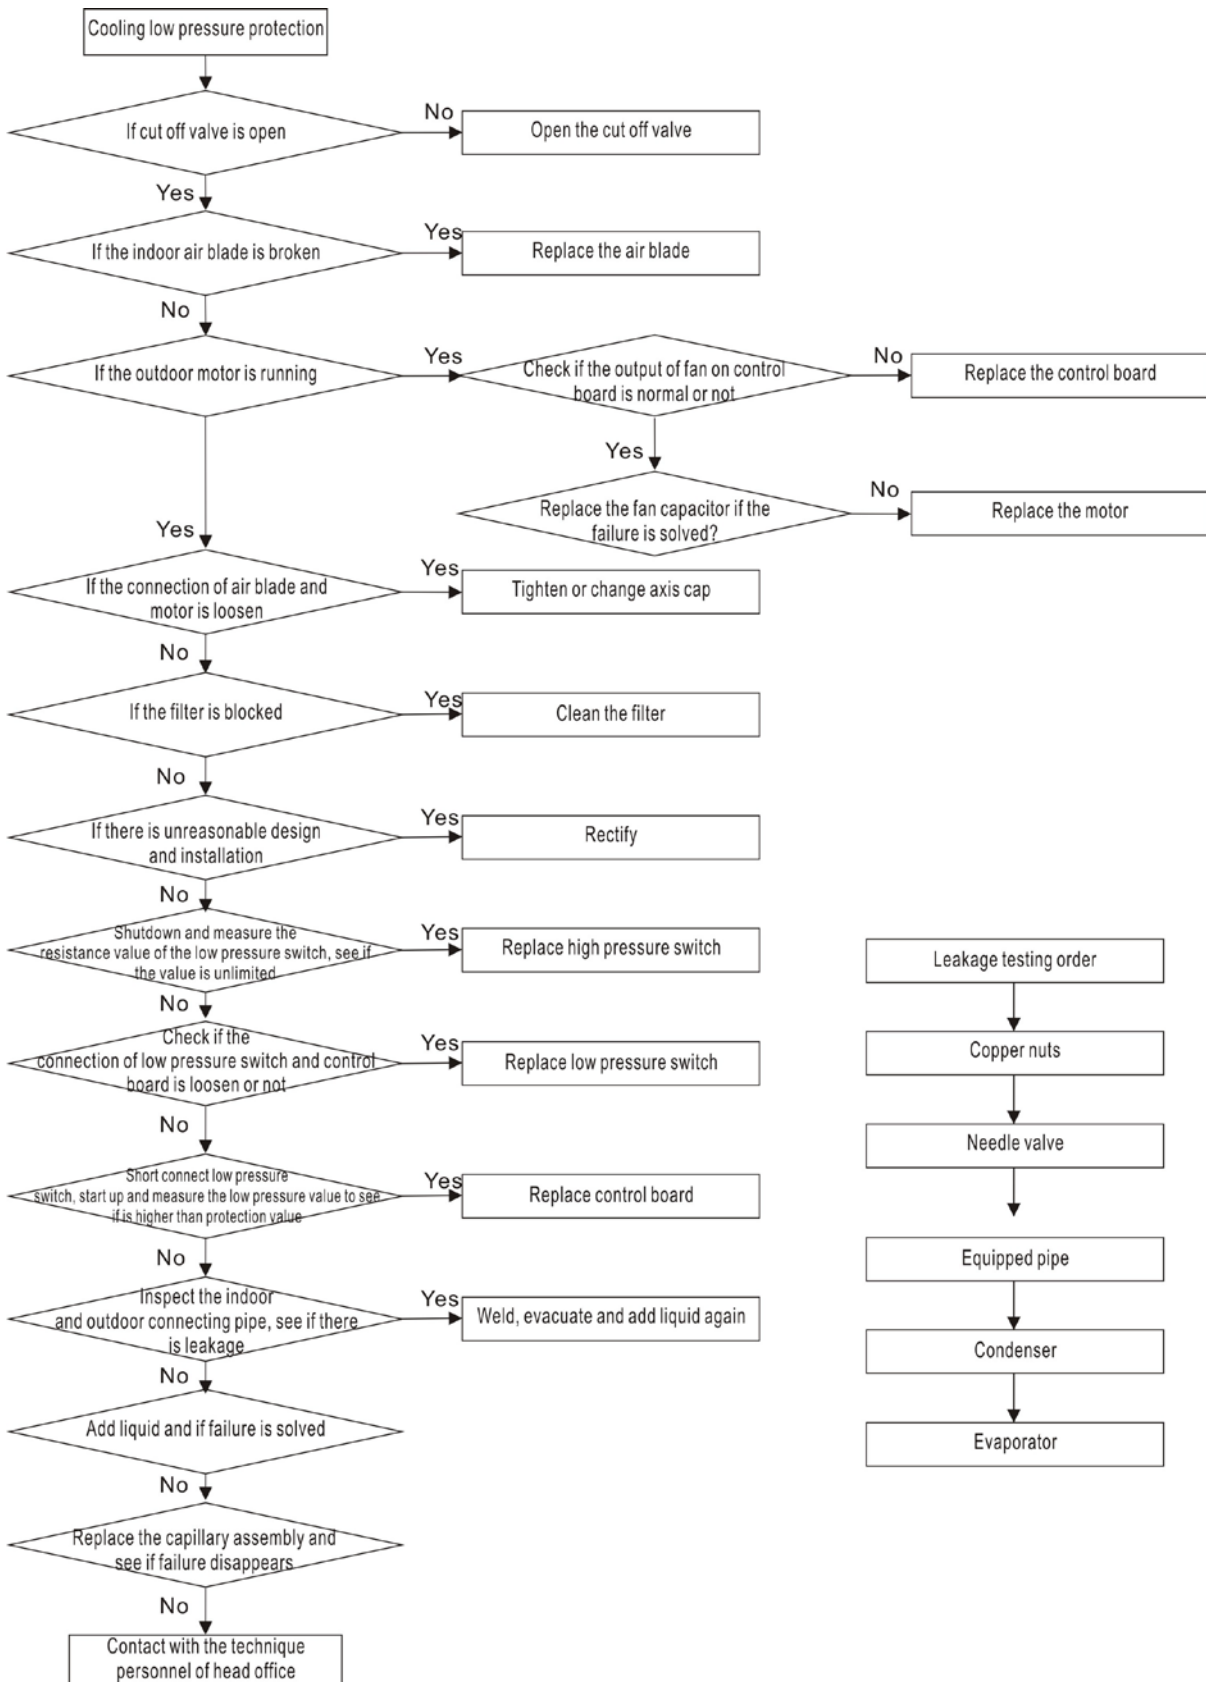 Cooling low pressure protection
If cut off valve is open
No
Open the cut off valve
Yes
If the indoor air blade is broken
Yes
Replace the air blade
No
If the outdoor motor is running
Yes
Check if the output of fan on control
board is normal or not
No
Replace the control board
Yes
Replace the fan capacitor if the
failure is solved?
No
Replace the motor
Yes
If the connection of air blade and
motor is loosen
Yes
Tighten or change axis cap
No
If the filter is blocked
Yes
Clean the filter
No
If there is unreasonable design
and installation
Yes
Rectify
No
Shutdown and measure the
resistance value of the low pressure switch, see if
the value is unlimited
Yes
Replace high pressure switch
No
Check if the
connection of low pressure switch and control
board is loosen or not
Yes
Replace low pressure switch
No
Short connect low pressure
switch, start up and measure the low pressure value to see
if is higher than protection value
Yes
Replace control board
No
Inspect the indoor
and outdoor connecting pipe, see if there
is leakage
Yes
Weld, evacuate and add liquid again
No
Add liquid and if failure is solved
No
Replace the capillary assembly and
see if failure disappears
No
Contact with the technique
personnel of head office
Leakage testing order
Copper nuts
Needle valve
Equipped pipe
Condenser
Evaporator